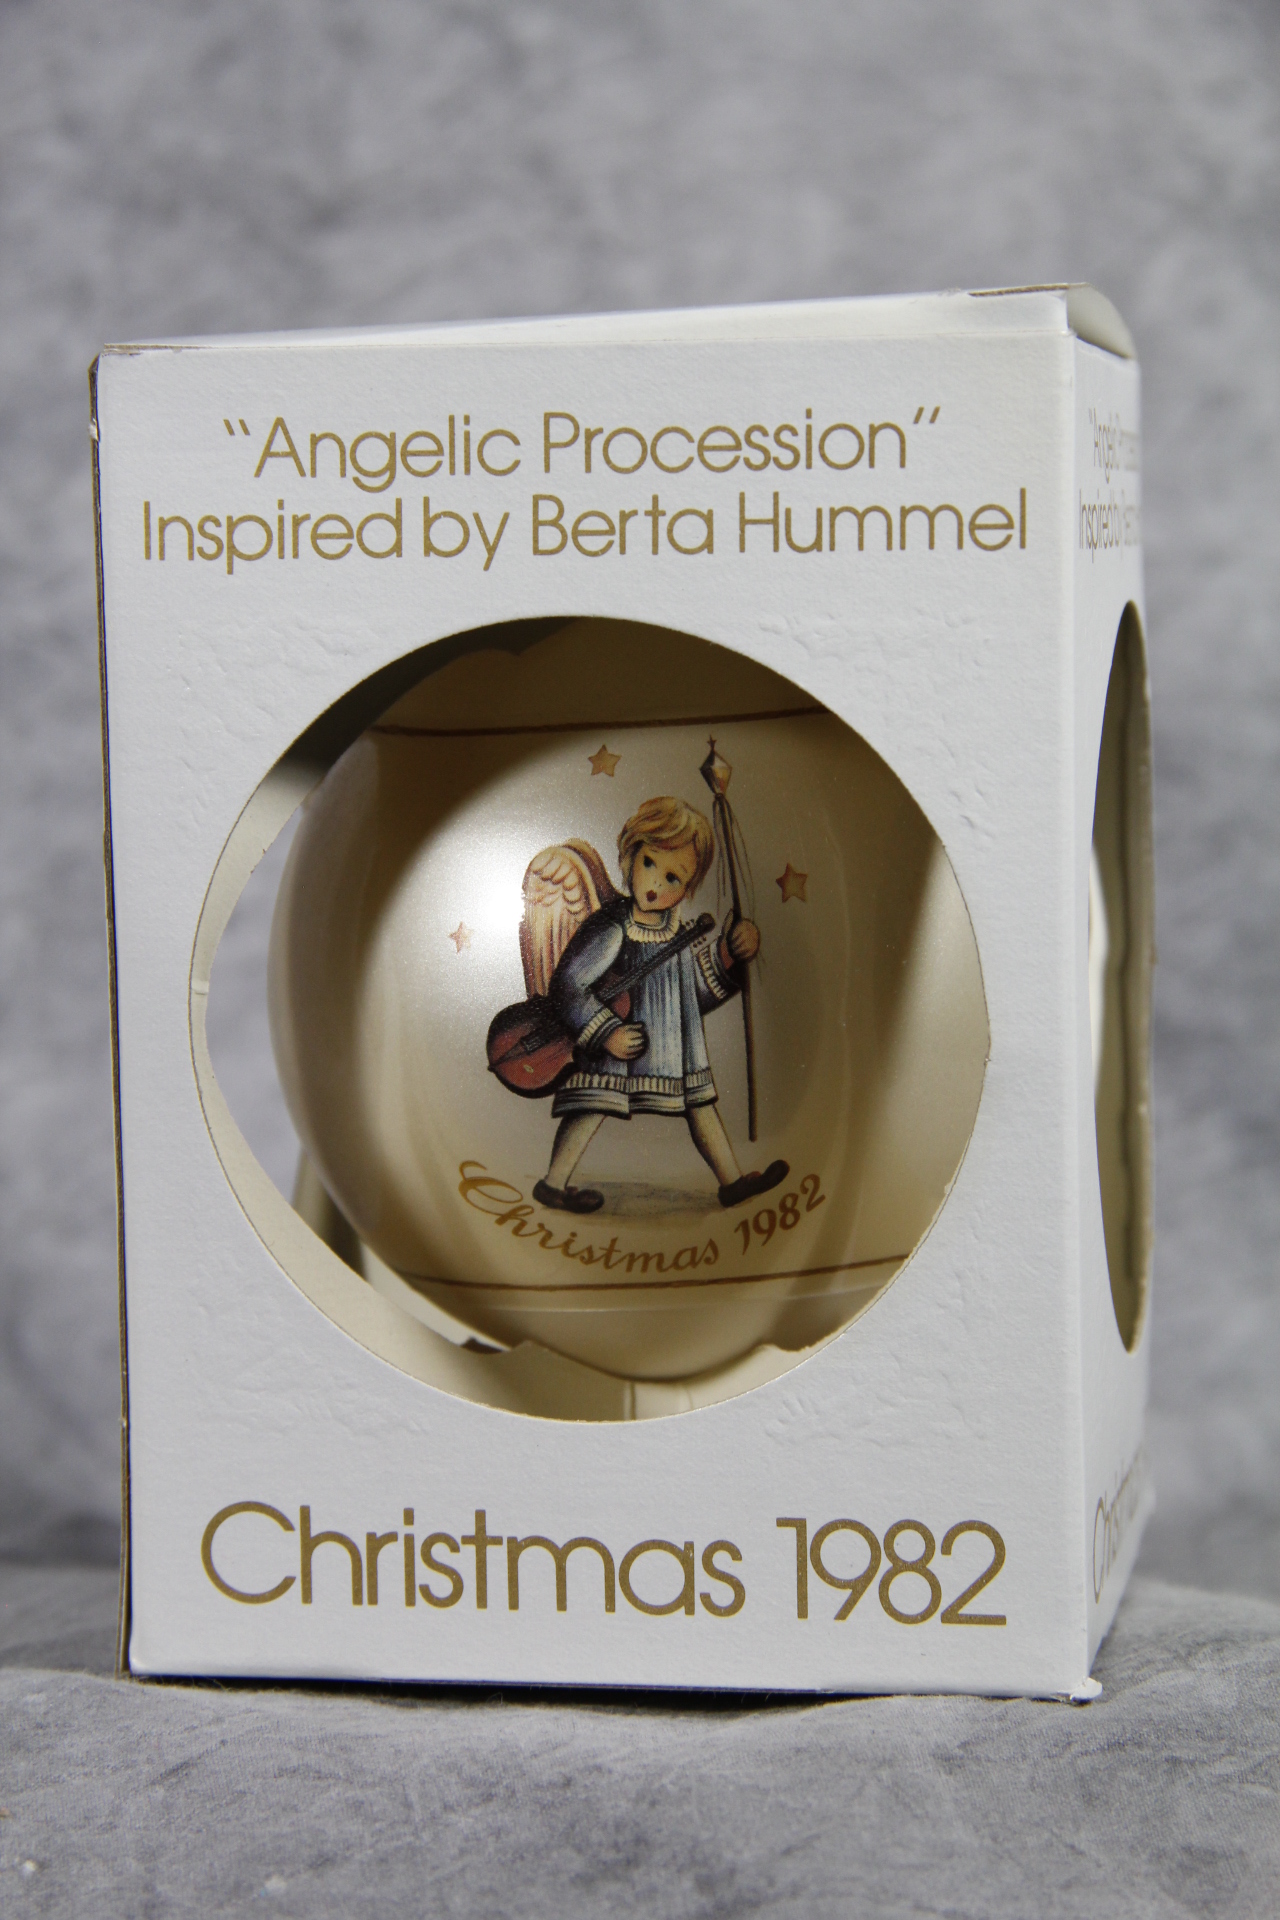 "Angelic Procession"
Inspired by Berta Hummel
Christmas 1982
Christmas 1982